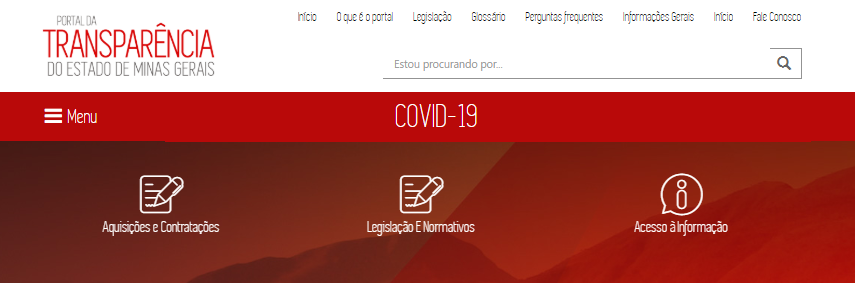 PORTAL DA
TRANSPARÊNCIA
DO ESTADO DE MINAS GERAIS
Início O que é o portal Legislação Glossário Perguntas frequentes Informações Gerais Início Fale Conosco
Estou procurando por...
Menu
COVID-19
Aquisições e Contratações
Legislação E Normativos
Acesso à Informação